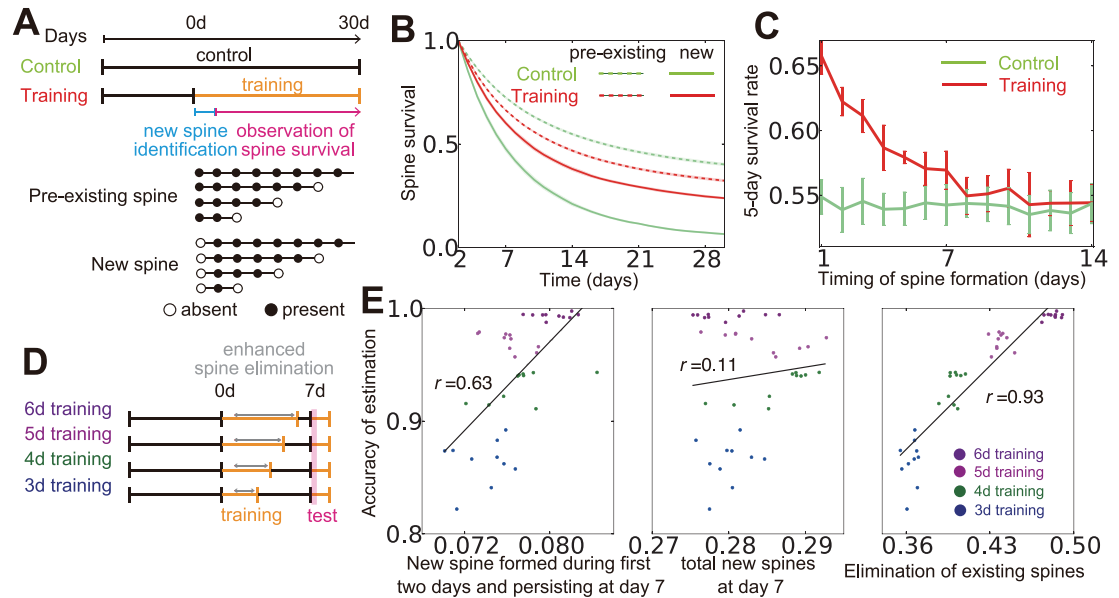 A
Days
0d
30d
Control
control
Training
training
new spine
identification
observation of
spine survival
Pre-existing spine
New spine
absent
present
B
1.0
0.5
0.0
Spine survival
pre-existing
new
Control
Training
2
7
14
21
28
Time (days)
C
0.65
0.60
0.55
5-day survival rate
Control
Training
1
7
14
Timing of spine formation (days)
D
enhanced
spine elimination
0d
7d
6d training
5d training
4d training
3d training
training
test
E
1.0
0.9
0.8
Accuracy of estimation
r=0.63
0.072
0.080
New spine formed during first
two days and persisting at day 7
r=0.11
0.27
0.28
0.29
total new spines
at day 7
r=0.93
6d training
5d training
4d training
3d training
0.36
0.43
0.50
Elimination of existing spines